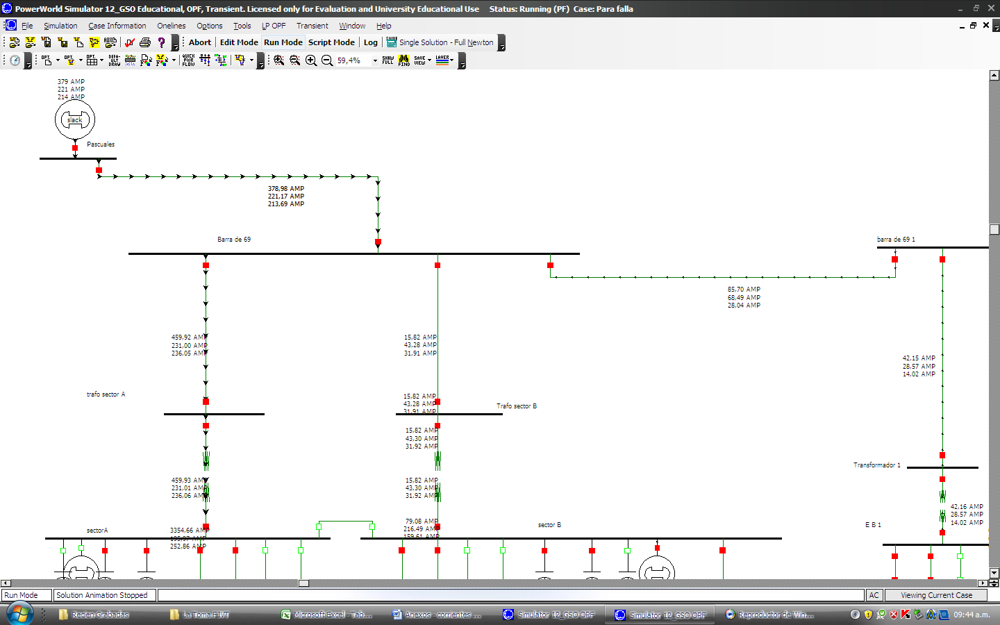 PowerWorld Simulator 12_GSO Educational, OPF, Transient. Licensed only for Evaluation and University Educational Use Status: Running (PF) Case: Para falla
File Simulation Case Information Onelines Options Tools LP OPF Transient Window Help
Abort Edit Mode Run Mode Script Mode Log Single Solution - Full Newton
59,4%
379 AMP
221 AMP
214 AMP
slack
Pascuales
378,98 AMP
221,17 AMP
213,69 AMP
Barra de 69
barra de 69 1
85,70 AMP
68,49 AMP
28,04 AMP
459,92 AMP
231,00 AMP
236,05 AMP
15,82 AMP
43,28 AMP
31,91 AMP
42,15 AMP
28,57 AMP
14,02 AMP
trafo sector A
15,82 AMP
43,28 AMP
31,91 AMP
Trafo sector B
15,82 AMP
43,30 AMP
31,92 AMP
Transformador 1
459,93 AMP
231,01 AMP
236,06 AMP
15,82 AMP
43,30 AMP
31,92 AMP
42,16 AMP
28,57 AMP
14,02 AMP
sectorA
3354,66 AMP
252,86 AMP
79,08 AMP
216,49 AMP
159,61 AMP
sector B
E B 1
Run Mode Solution Animation Stopped AC Viewing Current Case
Recien Grabadas La Toma FJVT Microsoft Excel - Tab... Anexos - corrientes ... Simulator 12_GSO OPF Simulator 12_GSO OPF Reproductor de Win... 09:44 a.m.